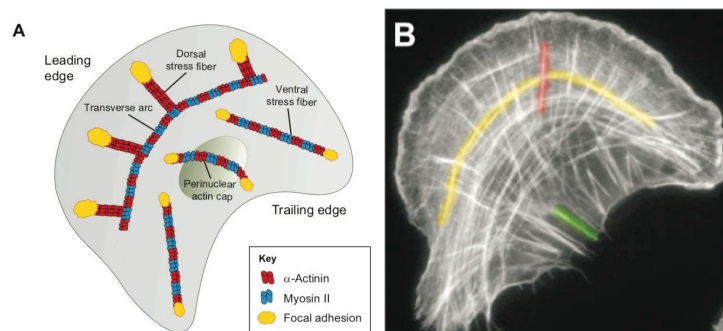 A
Leading
edge
Dorsal
stress fiber
Transverse arc
Ventral
stress fiber
Perinuclear
actin cap
Trailing edge
Key
α-Actinin
Myosin II
Focal adhesion
B